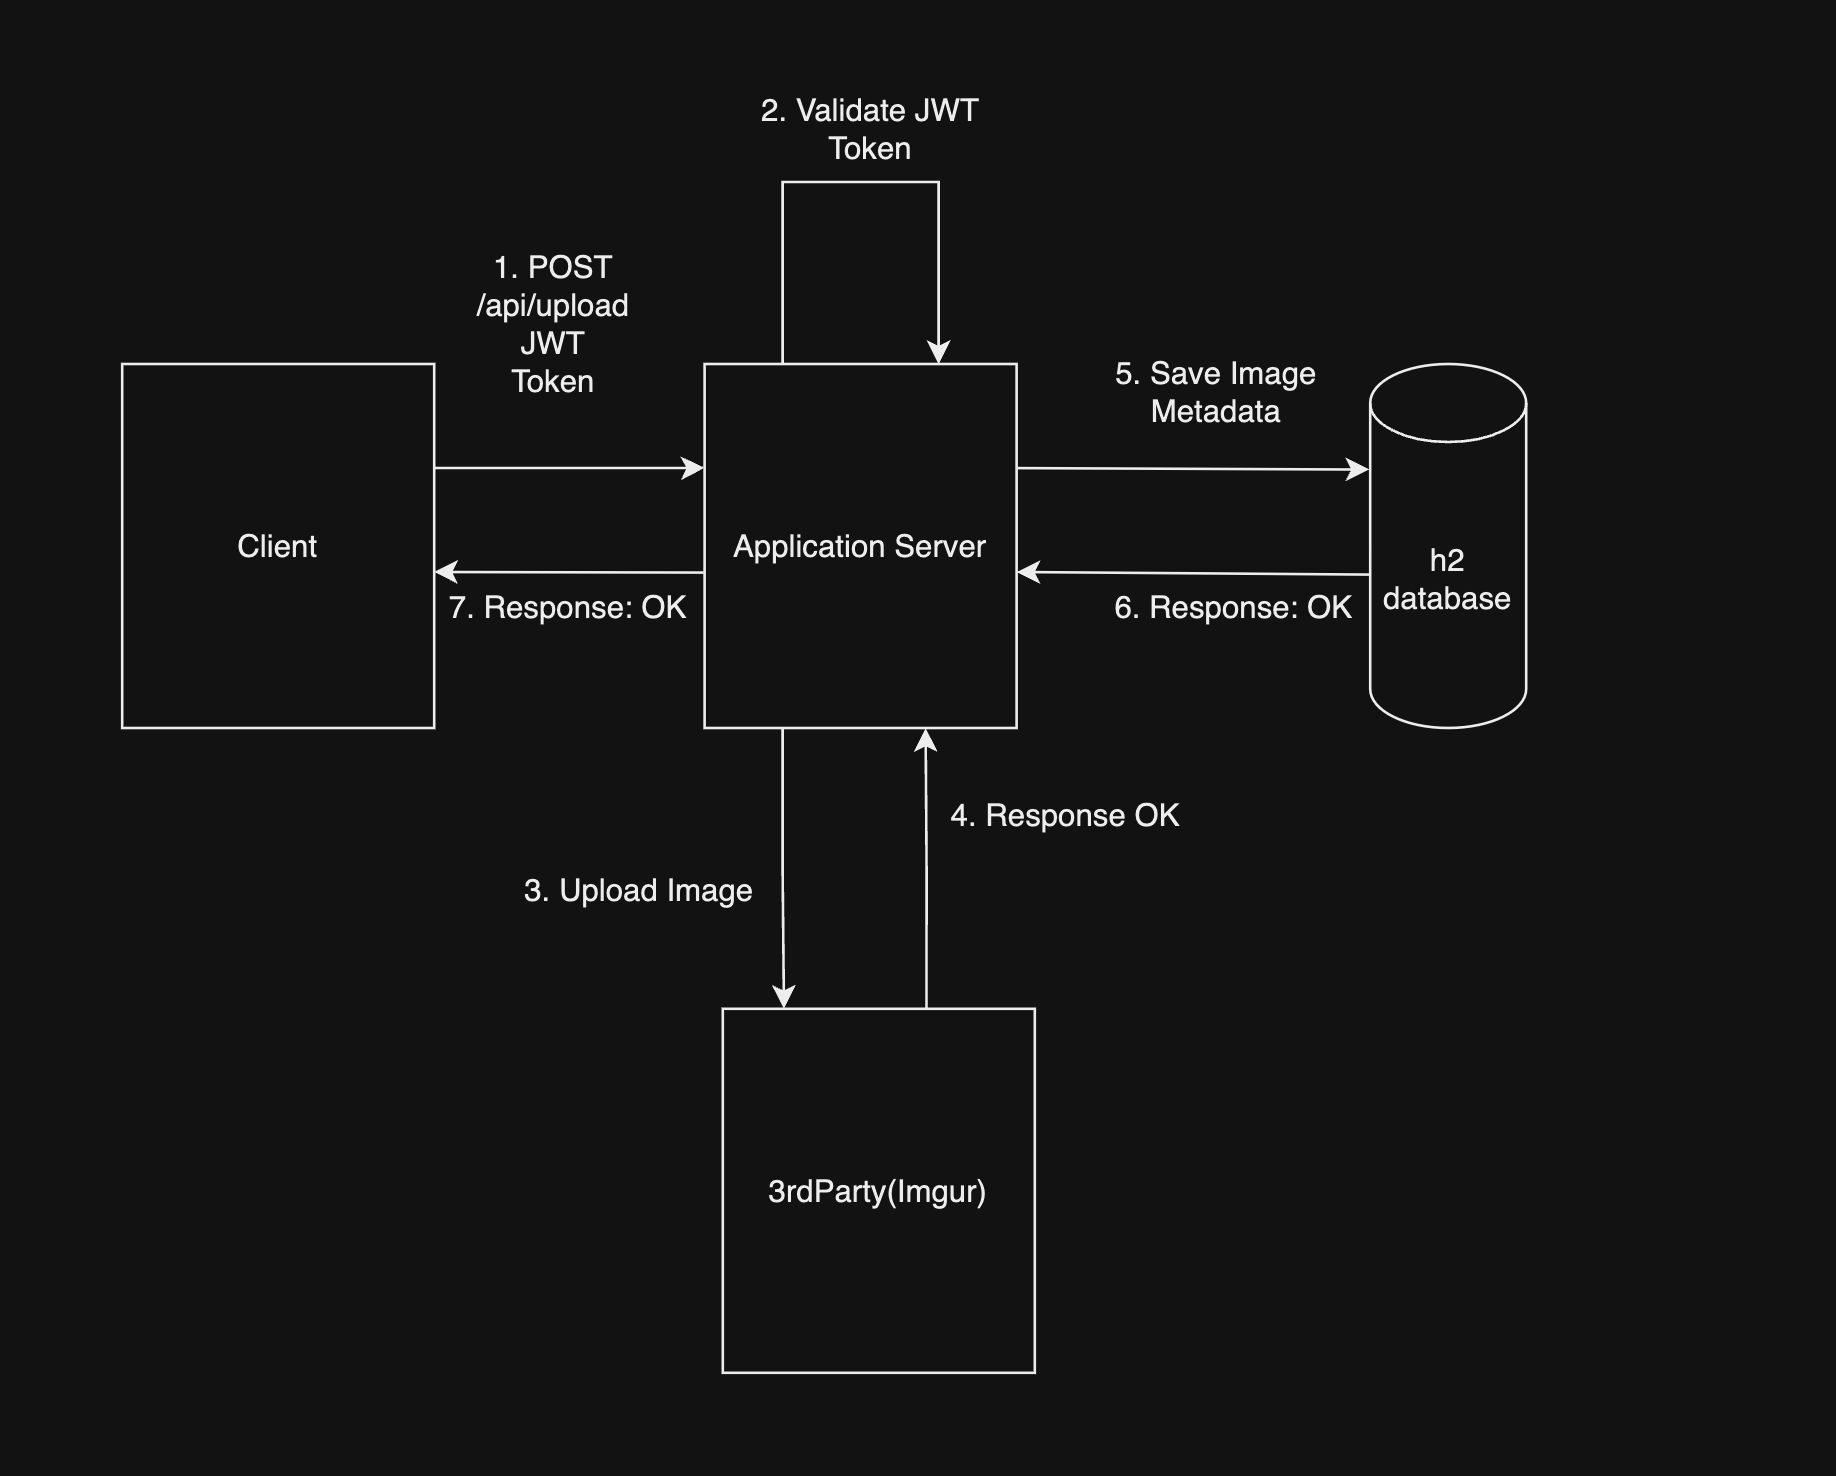 2. Validate JWT
Token
1. POST
/api/upload
JWT
Token
5. Save Image
Metadata
Client
Application Server
h2
database
7. Response: OK
6. Response: OK
4. Response OK
3. Upload Image
3rdParty(Imgur)